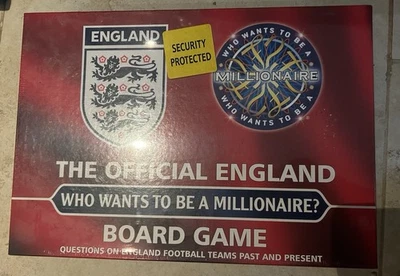 ENGLAND
SECURITY
PROTECTED
WHO WANTS TO BE A
MILLIONAIRE
WHO WANTS TO BE A
THE OFFICIAL ENGLAND
WHO WANTS TO BE A MILLIONAIRE?
BOARD GAME
QUESTIONS ON ENGLAND FOOTBALL TEAMS PAST AND PRESENT